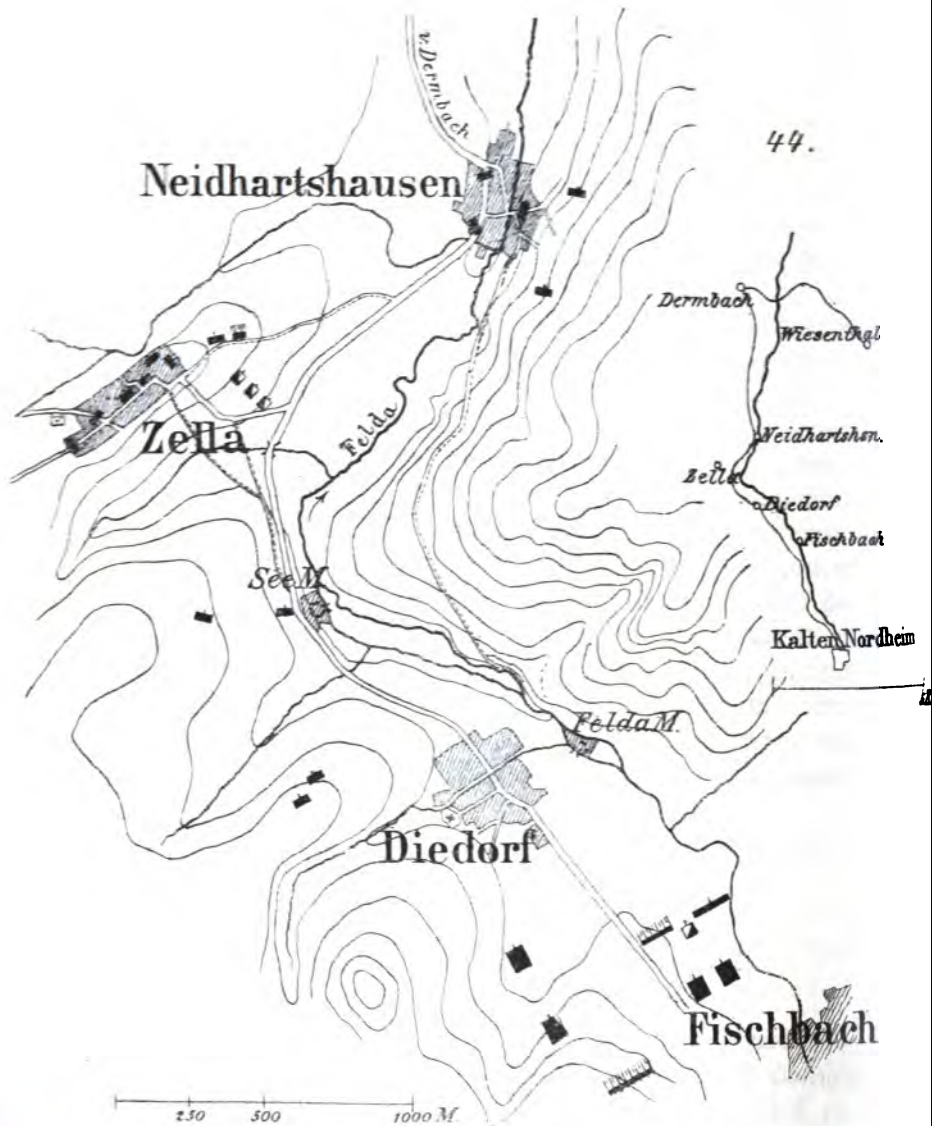 v. Dermbach
44.
Neidhartshausen
Dermbach
Wiesenthal
Felda
Neidhartshsn.
Zella
Zella
Diedorf
Fischbach
See M.
Kalten Nordheim
Felda M.
Diedorf
Fischbach
250 500 1000 M.